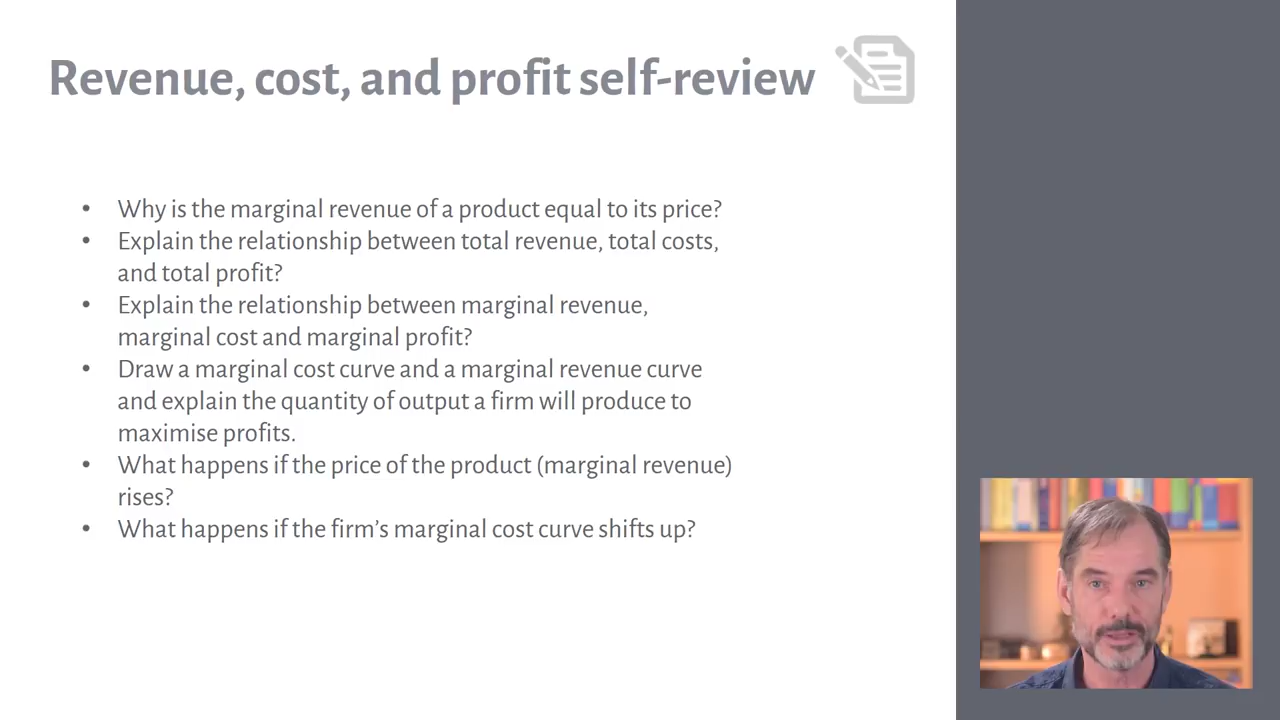 Revenue, cost, and profit self-review
• Why is the marginal revenue of a product equal to its price?
• Explain the relationship between total revenue, total costs,
and total profit?
• Explain the relationship between marginal revenue,
marginal cost and marginal profit?
• Draw a marginal cost curve and a marginal revenue curve
and explain the quantity of output a firm will produce to
maximise profits.
• What happens if the price of the product (marginal revenue)
rises?
• What happens if the firm’s marginal cost curve shifts up?